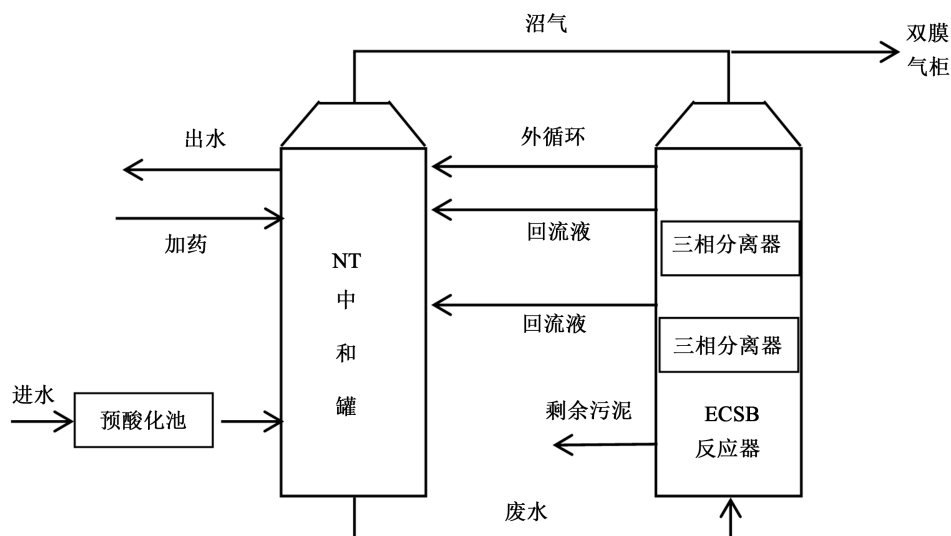 沼气
双膜
气柜
出水
外循环
加药
回流液
三相分离器
NT
中
和
罐
回流液
三相分离器
进水
预酸化池
剩余污泥
ECSB
反应器
废水